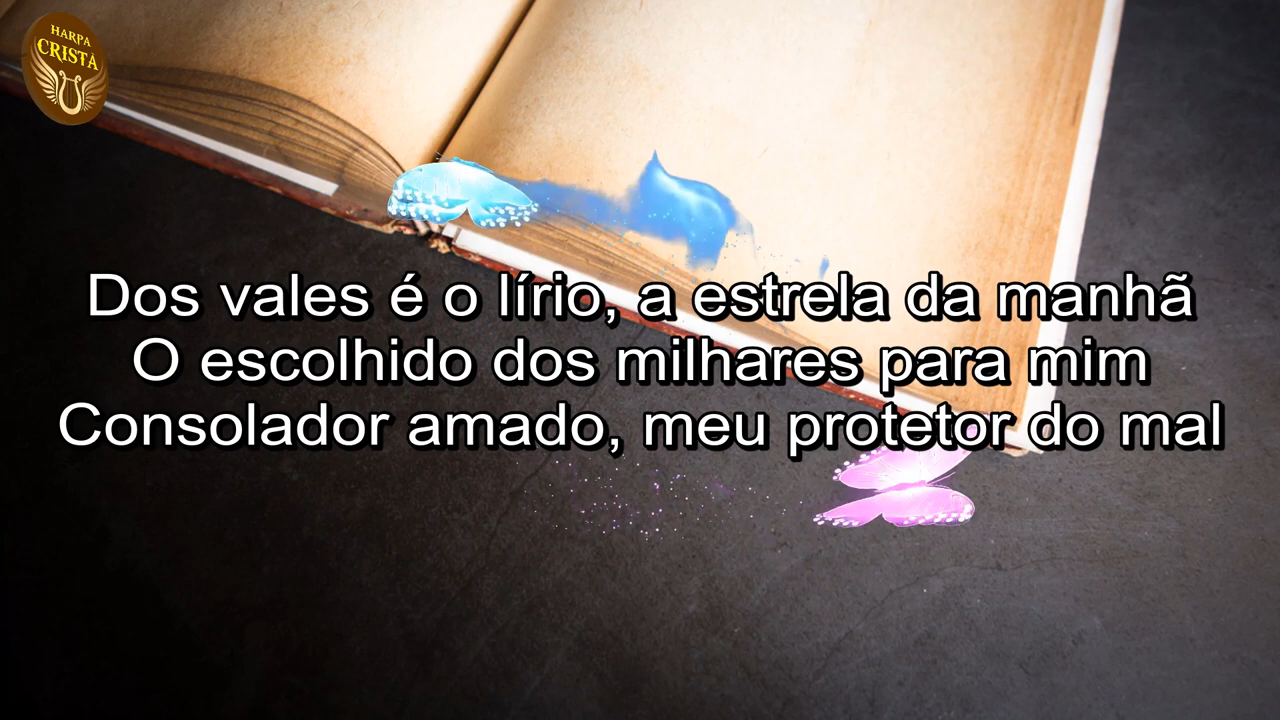 HARPA
CRISTÃ
Dos vales é o lírio, a estrela da manhã
O escolhido dos milhares para mim
Consolador amado, meu protetor do mal